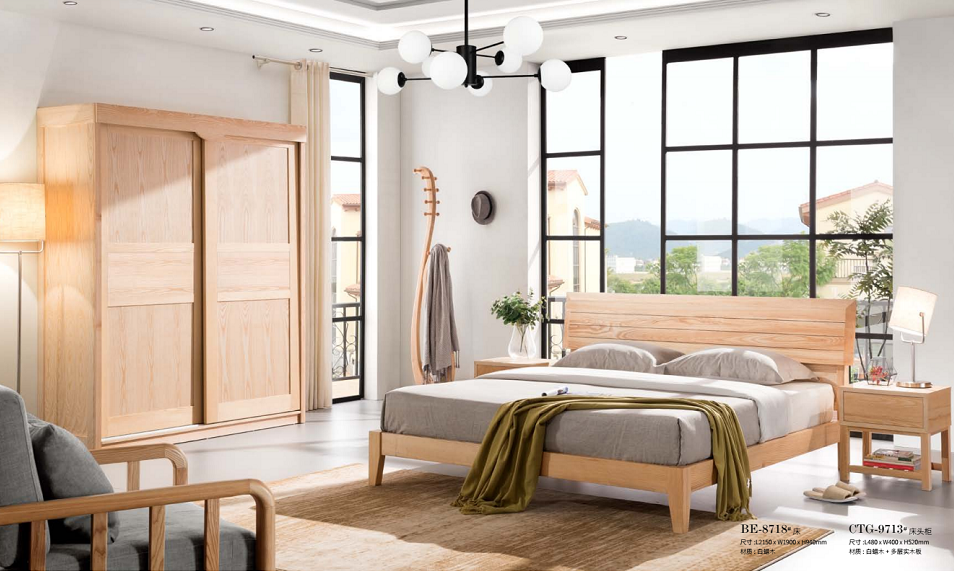 BE-8718# 床
尺寸:L2150 x W1900 x H980mm
材质:白蜡木
CTG-9713# 床头柜
尺寸:L480 x W400 x H520mm
材质:白蜡木 + 多层实木板